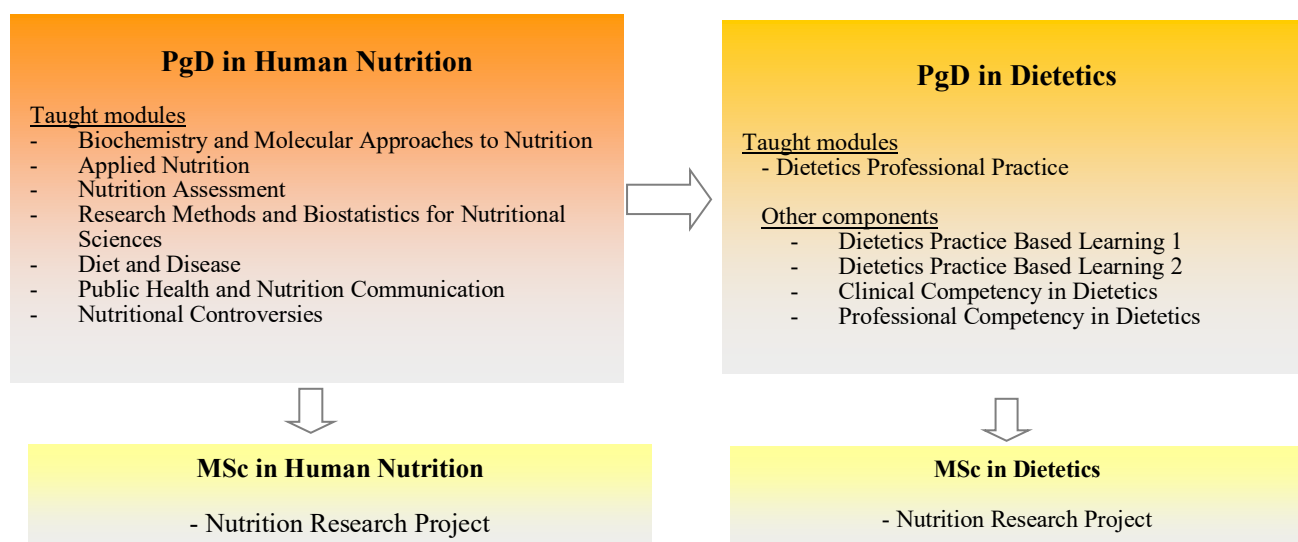 PgD in Human Nutrition
Taught modules
- Biochemistry and Molecular Approaches to Nutrition
- Applied Nutrition
- Nutrition Assessment
- Research Methods and Biostatistics for Nutritional
Sciences
- Diet and Disease
- Public Health and Nutrition Communication
- Nutritional Controversies
PgD in Dietetics
Taught modules
- Dietetics Professional Practice
Other components
- Dietetics Practice Based Learning 1
- Dietetics Practice Based Learning 2
- Clinical Competency in Dietetics
- Professional Competency in Dietetics
MSc in Human Nutrition
- Nutrition Research Project
MSc in Dietetics
- Nutrition Research Project